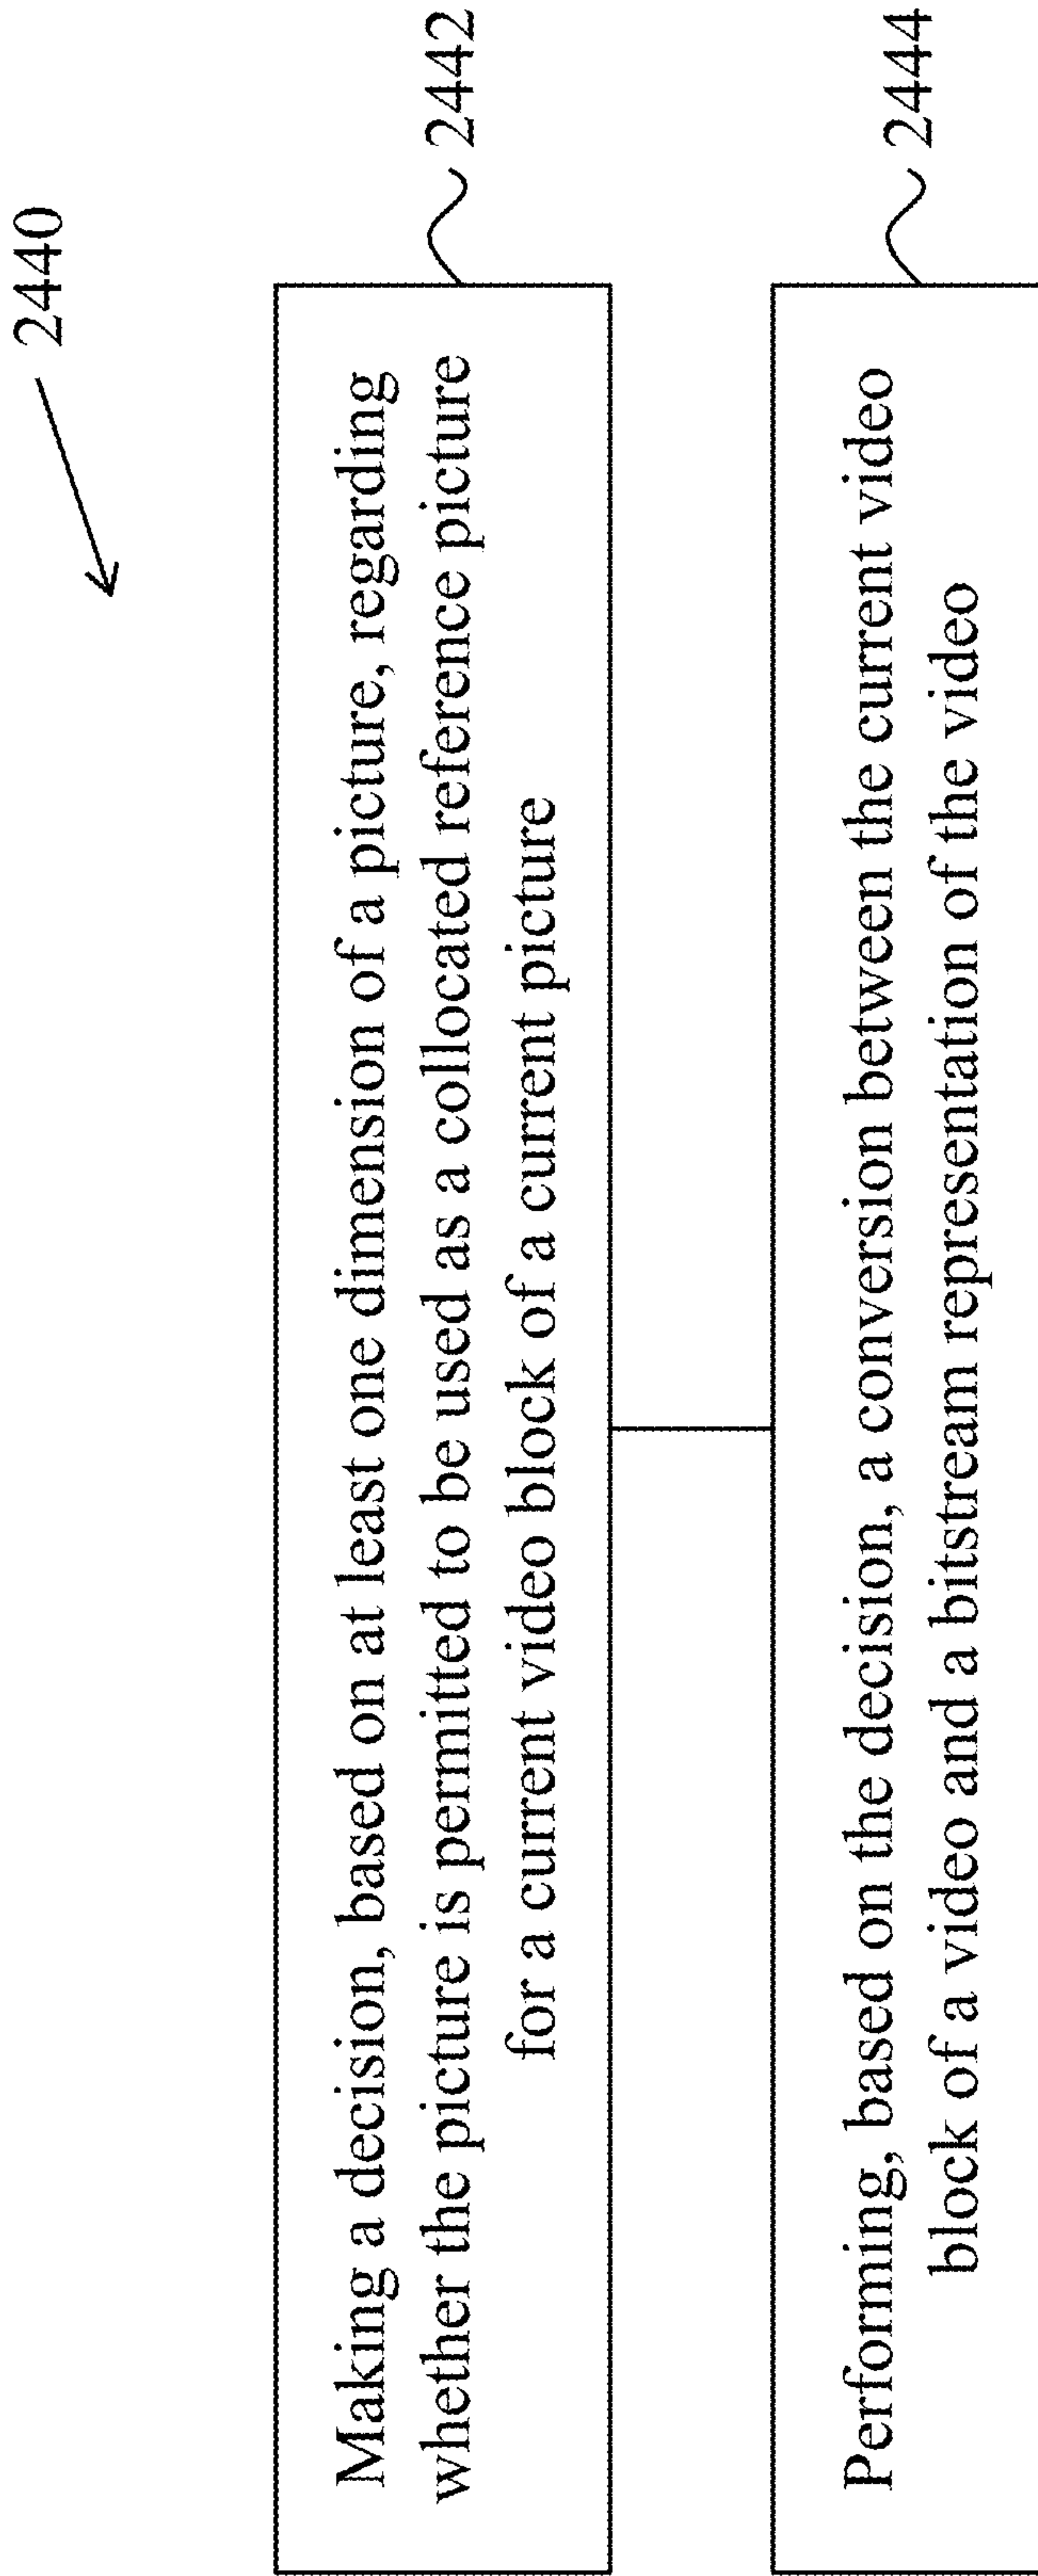 2440
Making a decision, based on at least one dimension of a picture, regarding
whether the picture is permitted to be used as a collocated reference picture
for a current video block of a current picture
2442
Performing, based on the decision, a conversion between the current video
block of a video and a bitstream representation of the video
2444